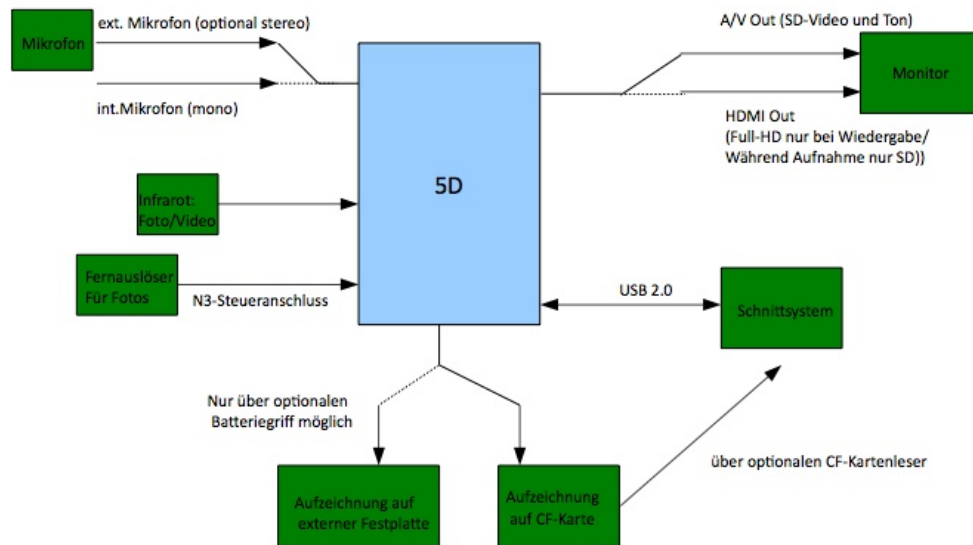 ext. Mikrofon (optional stereo)
Mikrofon
int.Mikrofon (mono)
A/V Out (SD-Video und Ton)
Monitor
HDMI Out
(Full-HD nur bei Wiedergabe/
Während Aufnahme nur SD))
5D
Infrarot:
Foto/Video
Fernauslöser
Für Fotos
N3-Steueranschluss
USB 2.0
Schnittsystem
Nur über optionalen
Batteriegriff möglich
über optionalen CF-Kartenleser
Aufzeichnung auf
externer Festplatte
Aufzeichnung
auf CF-Karte